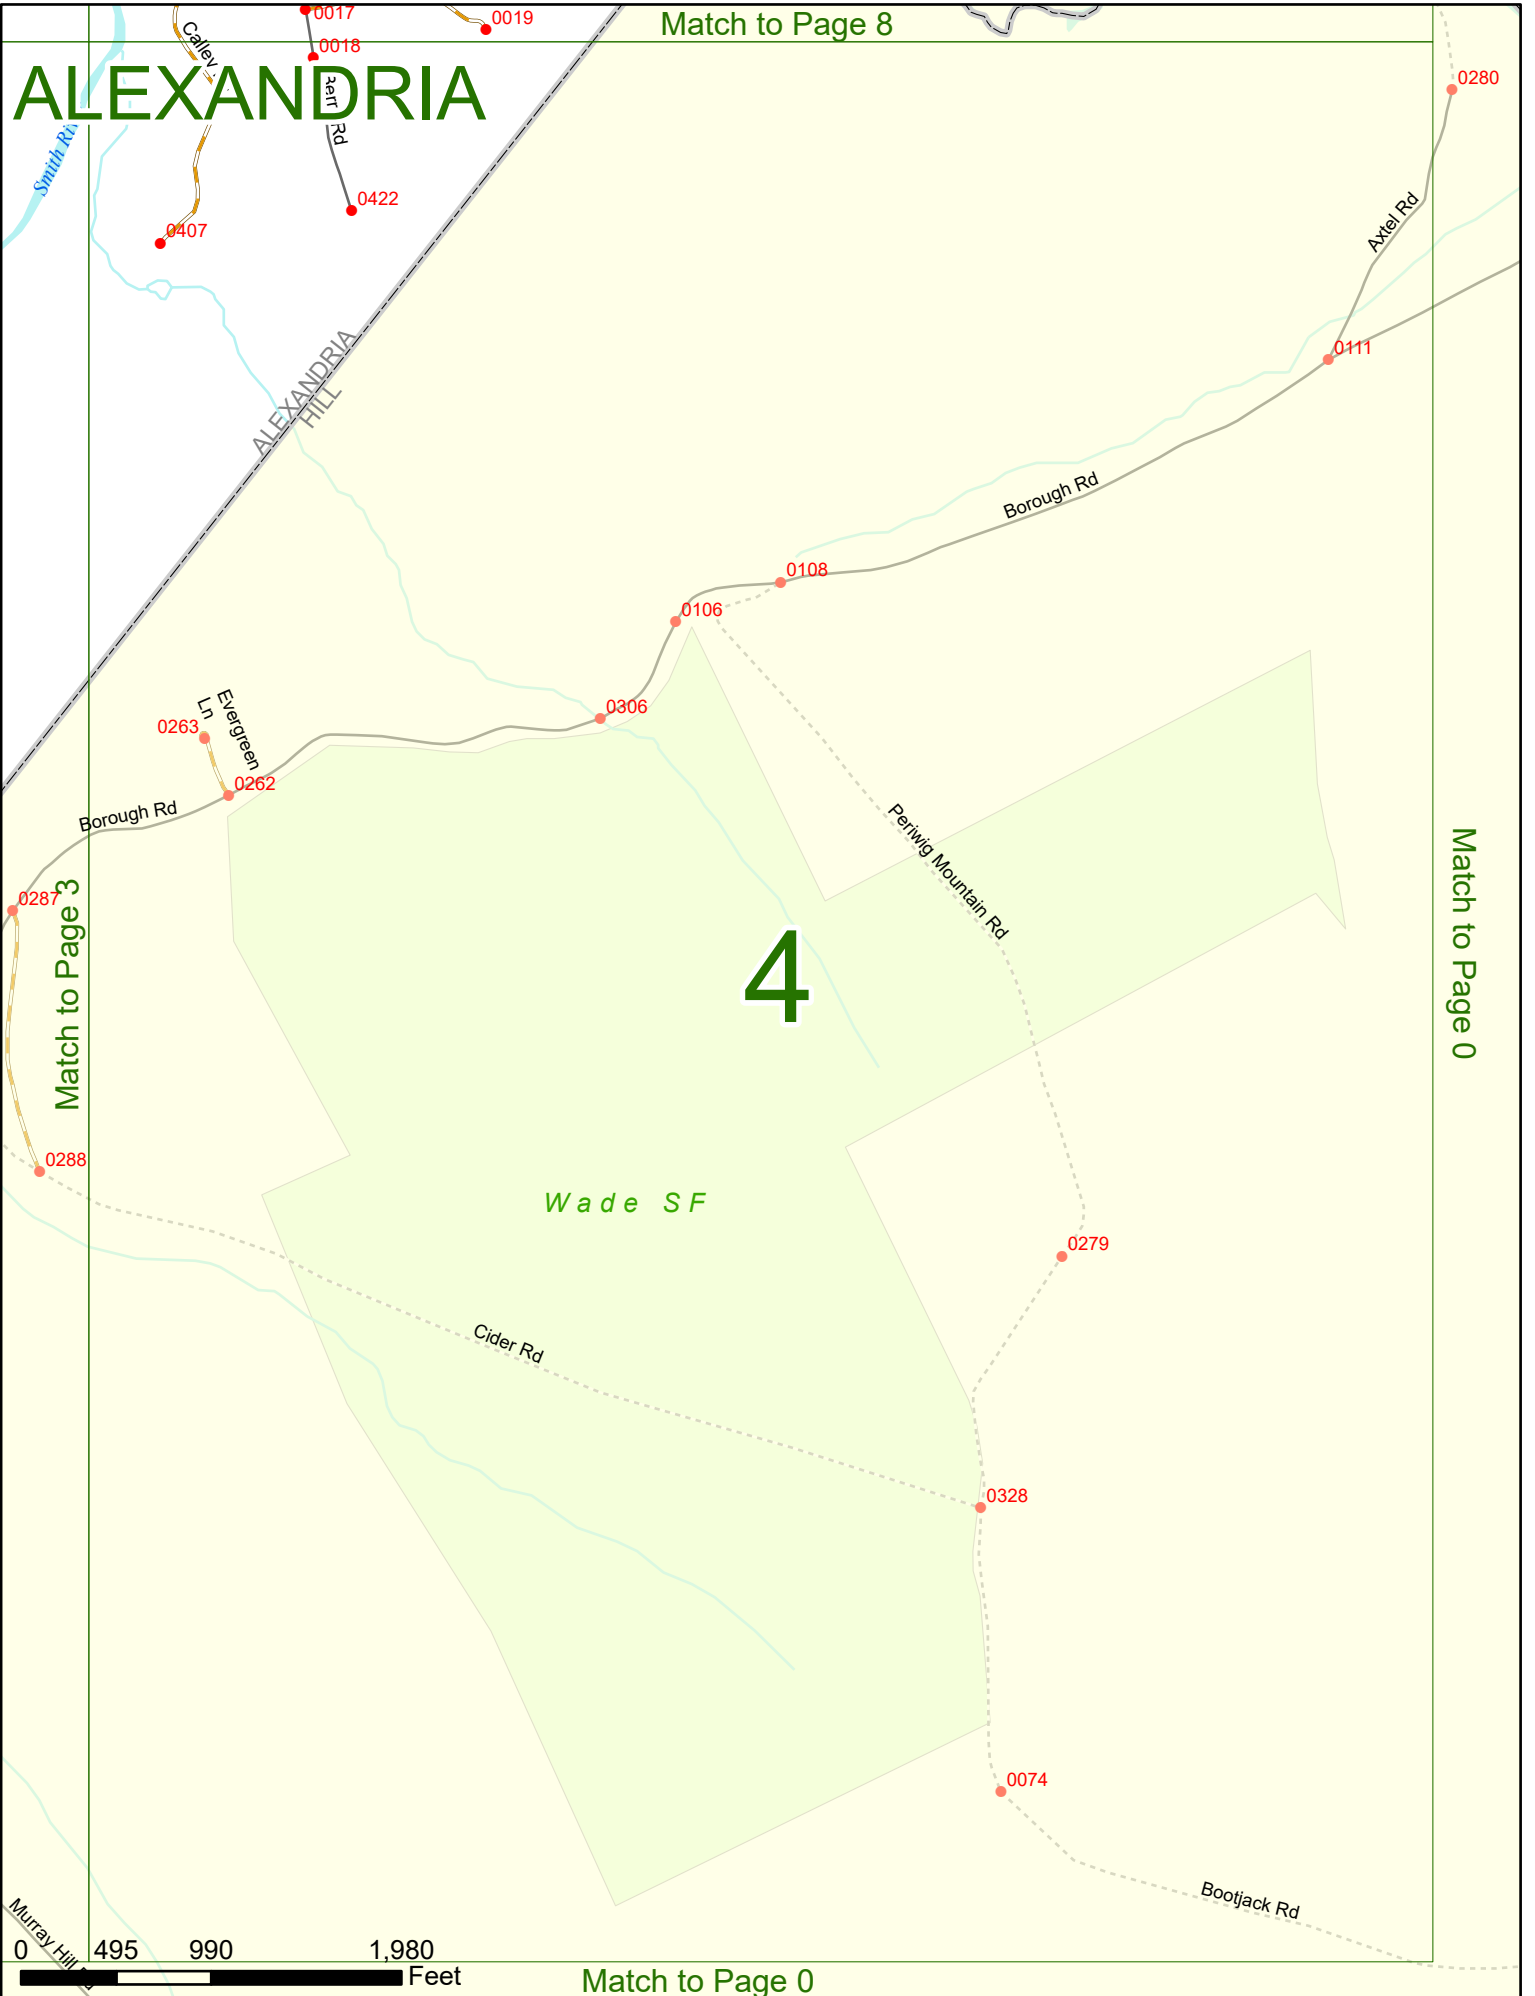 0017
0019
Match to Page 8
0018
ALEXANDRIA
0280
Rd
Smith
0422
Axtel Rd
0407
ALEXANDRIA
HILL
0111
Borough Rd
0108
0106
0306
Evergreen
Ln
0263
0262
Borough Rd
Periwig Mountain Rd
Match to Page 0
0287
Match to Page 3
4
0288
Wade SF
0279
Cider Rd
0328
0074
Bootjack Rd
Murray Hill
0 495 990 1,980
Feet
Match to Page 0